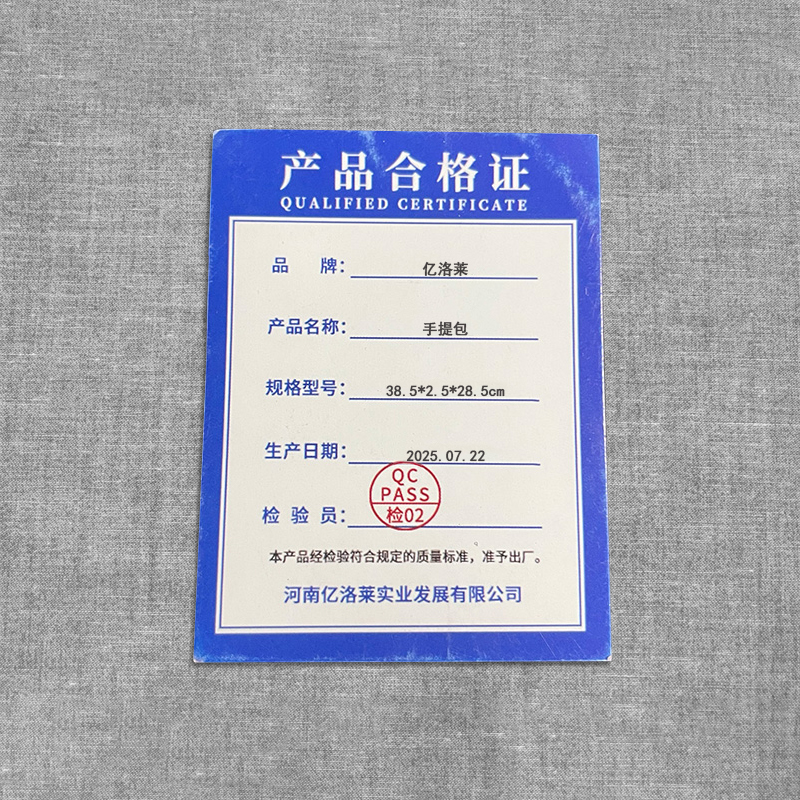 产品合格证
QUALIFIED CERTIFICATE
品 牌： 亿洛莱
产品名称： 手提包
规格型号： 38.5*2.5*28.5cm
生产日期： 2025.07.22
QC
PASS
检 验 员： 检02
本产品经检验符合规定的质量标准，准予出厂。
河南亿洛莱实业发展有限公司